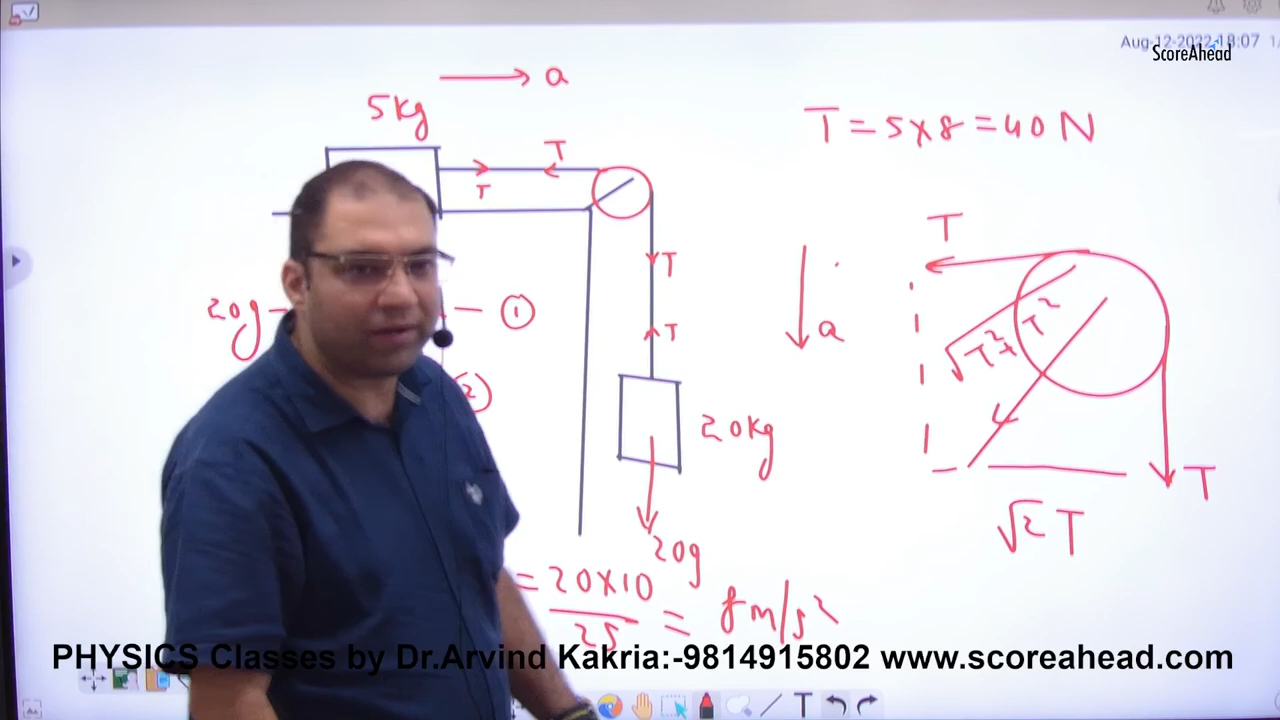 Aug-12-2022 18:07
ScoreAhead
a
5kg
T = 5×8 = 40 N
T
T
T
T
T
a
20g
①
②
√T²+T²
20kg
T
√2 T
20g
= 20×10/25 = 8 m/s²
PHYSICS Classes by Dr.Arvind Kakria:-9814915802 www.scoreahead.com
T